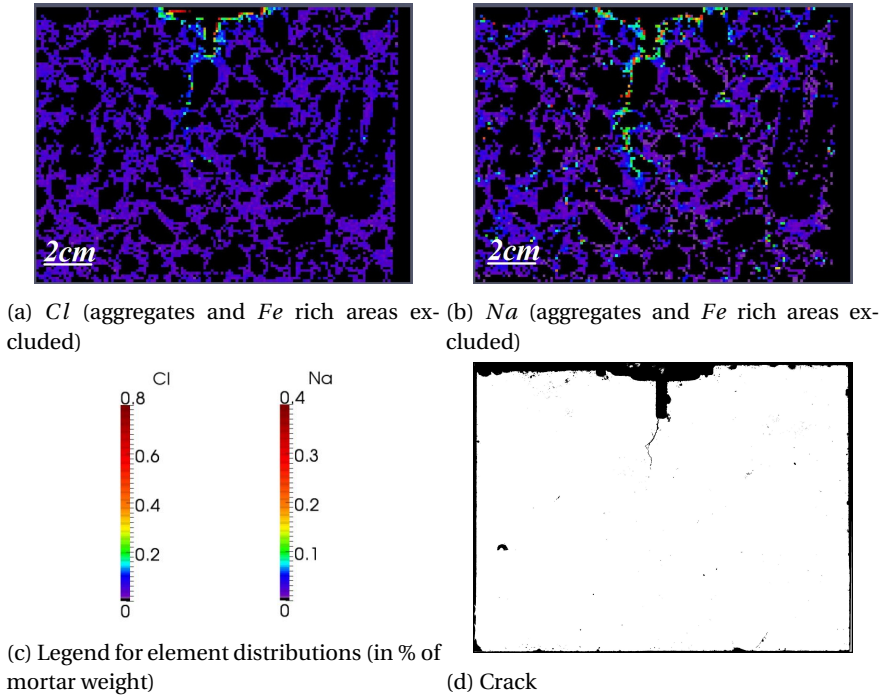 2cm
2cm
(a) Cl (aggregates and Fe rich areas ex-
cluded)
(b) Na (aggregates and Fe rich areas ex-
cluded)
Cl
0,8
0.6
0.4
0.2
0
Na
0,4
0.3
0.2
0.1
0
(c) Legend for element distributions (in % of
mortar weight)
(d) Crack